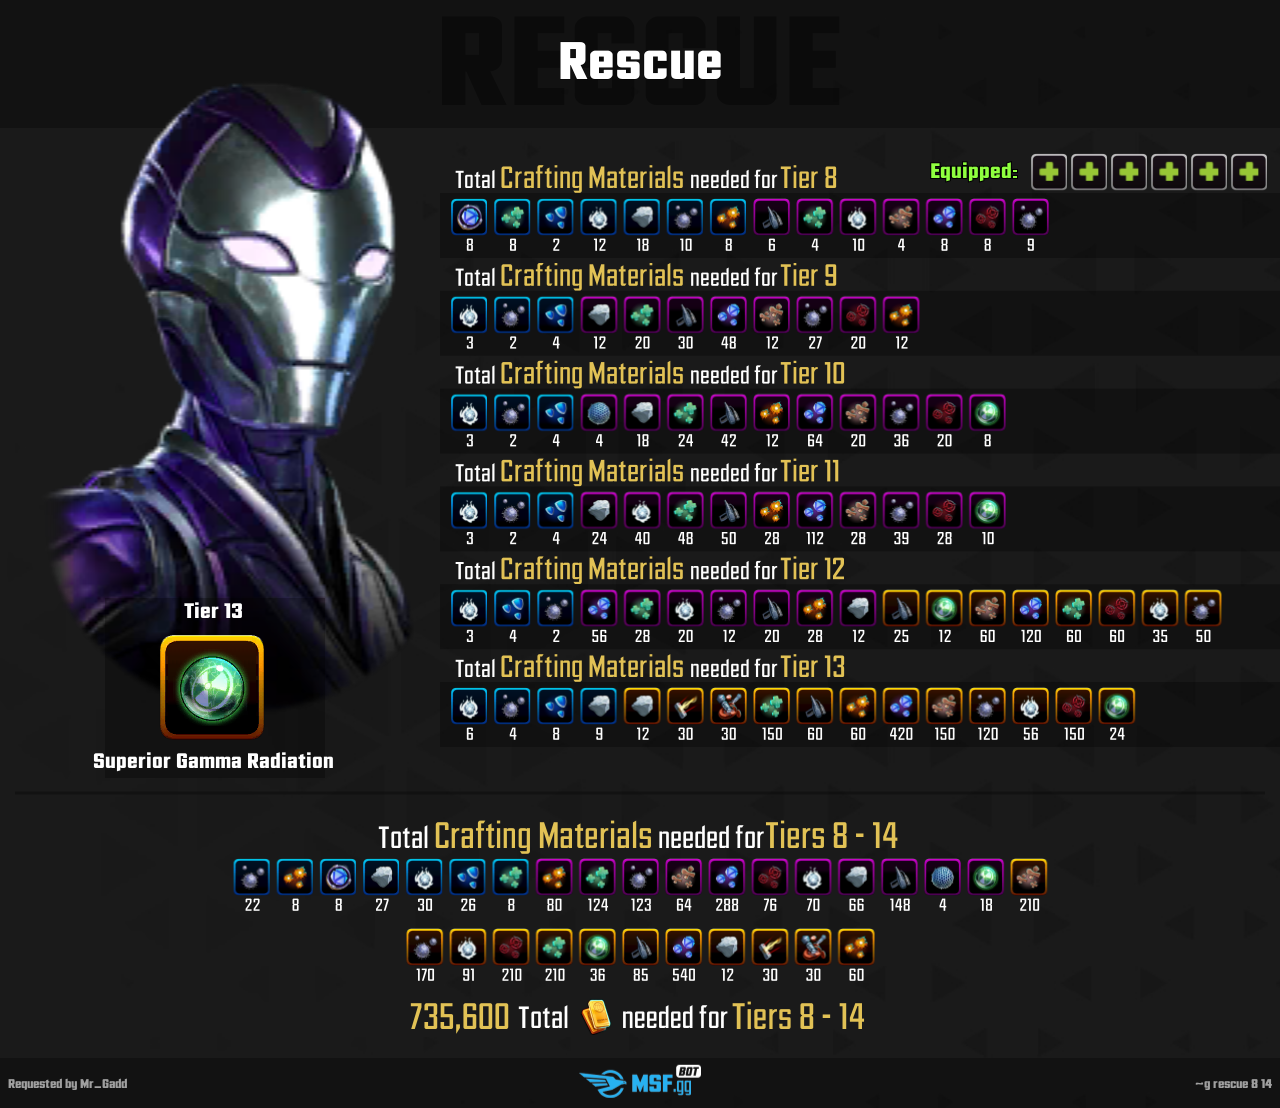 RESCUE
Rescue
Equipped:
Total Crafting Materials needed for Tier 8
8 8 2 12 18 10 8 6 4 10 4 8 8 9
Total Crafting Materials needed for Tier 9
3 2 4 12 20 30 48 12 27 20 12
Total Crafting Materials needed for Tier 10
3 2 4 4 18 24 42 12 64 20 36 20 8
Total Crafting Materials needed for Tier 11
3 2 4 24 40 48 50 28 112 28 39 28 10
Total Crafting Materials needed for Tier 12
3 4 2 56 28 20 12 20 28 12 25 12 60 120 60 60 35 50
Total Crafting Materials needed for Tier 13
6 4 8 9 12 30 30 150 60 60 420 150 120 56 150 24
Tier 13
Superior Gamma Radiation
Total Crafting Materials needed for Tiers 8 - 14
22 8 8 27 30 26 8 80 124 123 64 288 76 70 66 148 4 18 210
170 91 210 210 36 85 540 12 30 30 60
735,600 Total needed for Tiers 8 - 14
Requested by Mr_Gadd
MSF.gg BOT
~g rescue 8 14